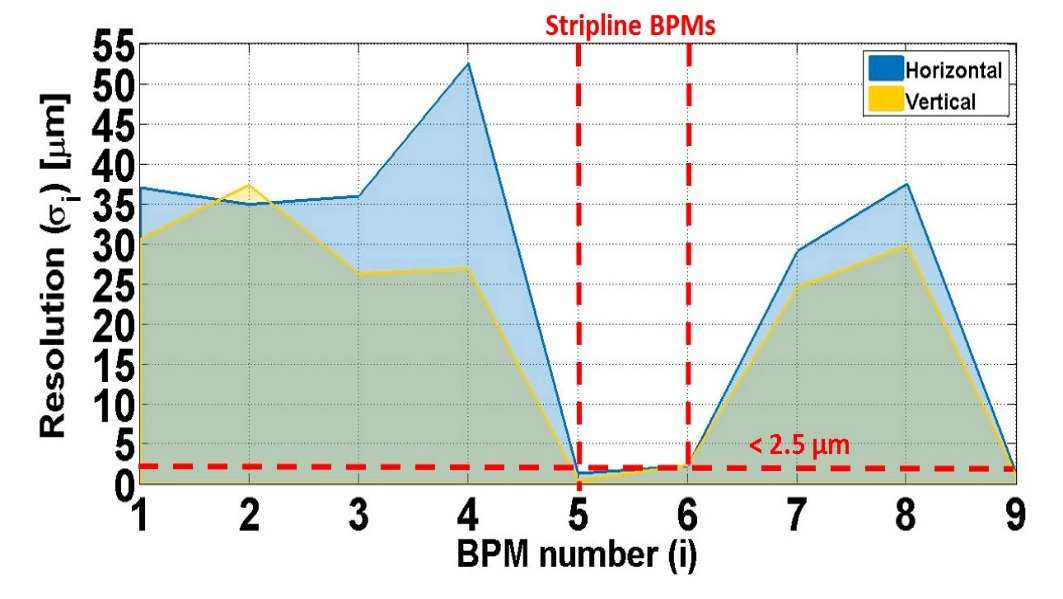 Stripline BPMs
55
50
45
40
35
30
25
20
15
10
5
0
Resolution (σi) [μm]
Horizontal
Vertical
< 2.5 μm
1 2 3 4 5 6 7 8 9
BPM number (i)